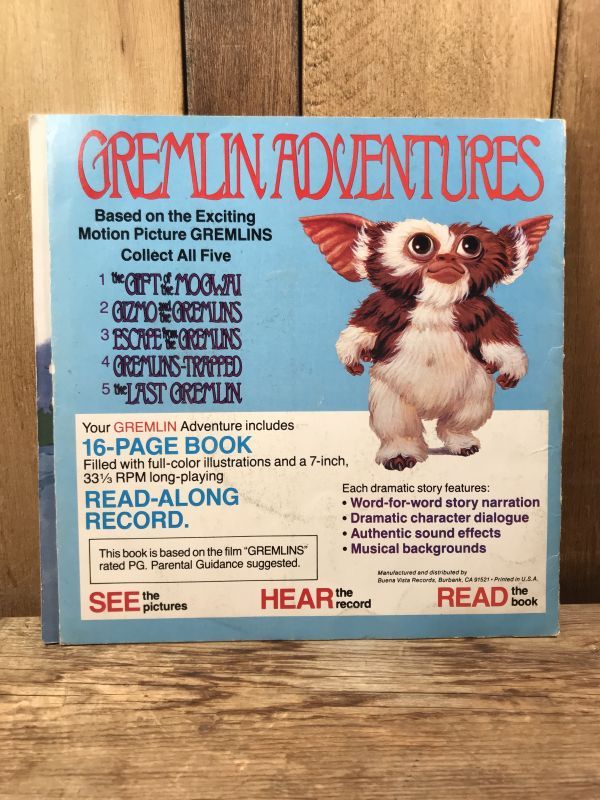 GREMLIN ADVENTURES
Based on the Exciting
Motion Picture GREMLINS
Collect All Five
1 the GIFT of the MOGWAI
2 GIZMO and the GREMLINS
3 ESCAPE from the GREMLINS
4 GREMLINS-TRAPPED
5 the LAST GREMLIN
Your GREMLIN Adventure includes
16-PAGE BOOK
Filled with full-color illustrations and a 7-inch,
33⅓ RPM long-playing
READ-ALONG
RECORD.
This book is based on the film "GREMLINS"
rated PG. Parental Guidance suggested.
Each dramatic story features:
• Word-for-word story narration
• Dramatic character dialogue
• Authentic sound effects
• Musical backgrounds
Manufactured and distributed by
Buena Vista Records, Burbank, CA 91521 • Printed in U.S.A.
SEE the pictures HEAR the record READ the book